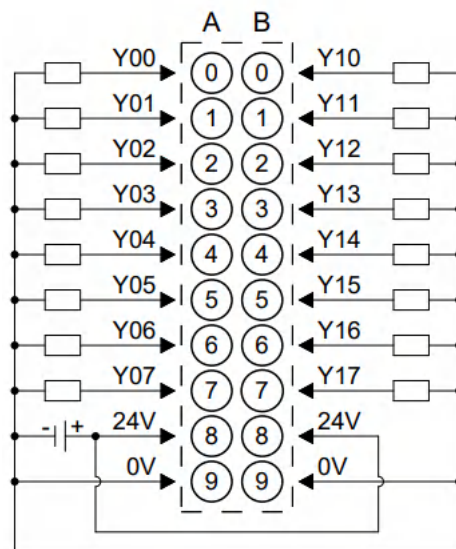 A B
Y00 0 0 Y10
Y01 1 1 Y11
Y02 2 2 Y12
Y03 3 3 Y13
Y04 4 4 Y14
Y05 5 5 Y15
Y06 6 6 Y16
Y07 7 7 Y17
- + 24V 8 8 24V
0V 9 9 0V